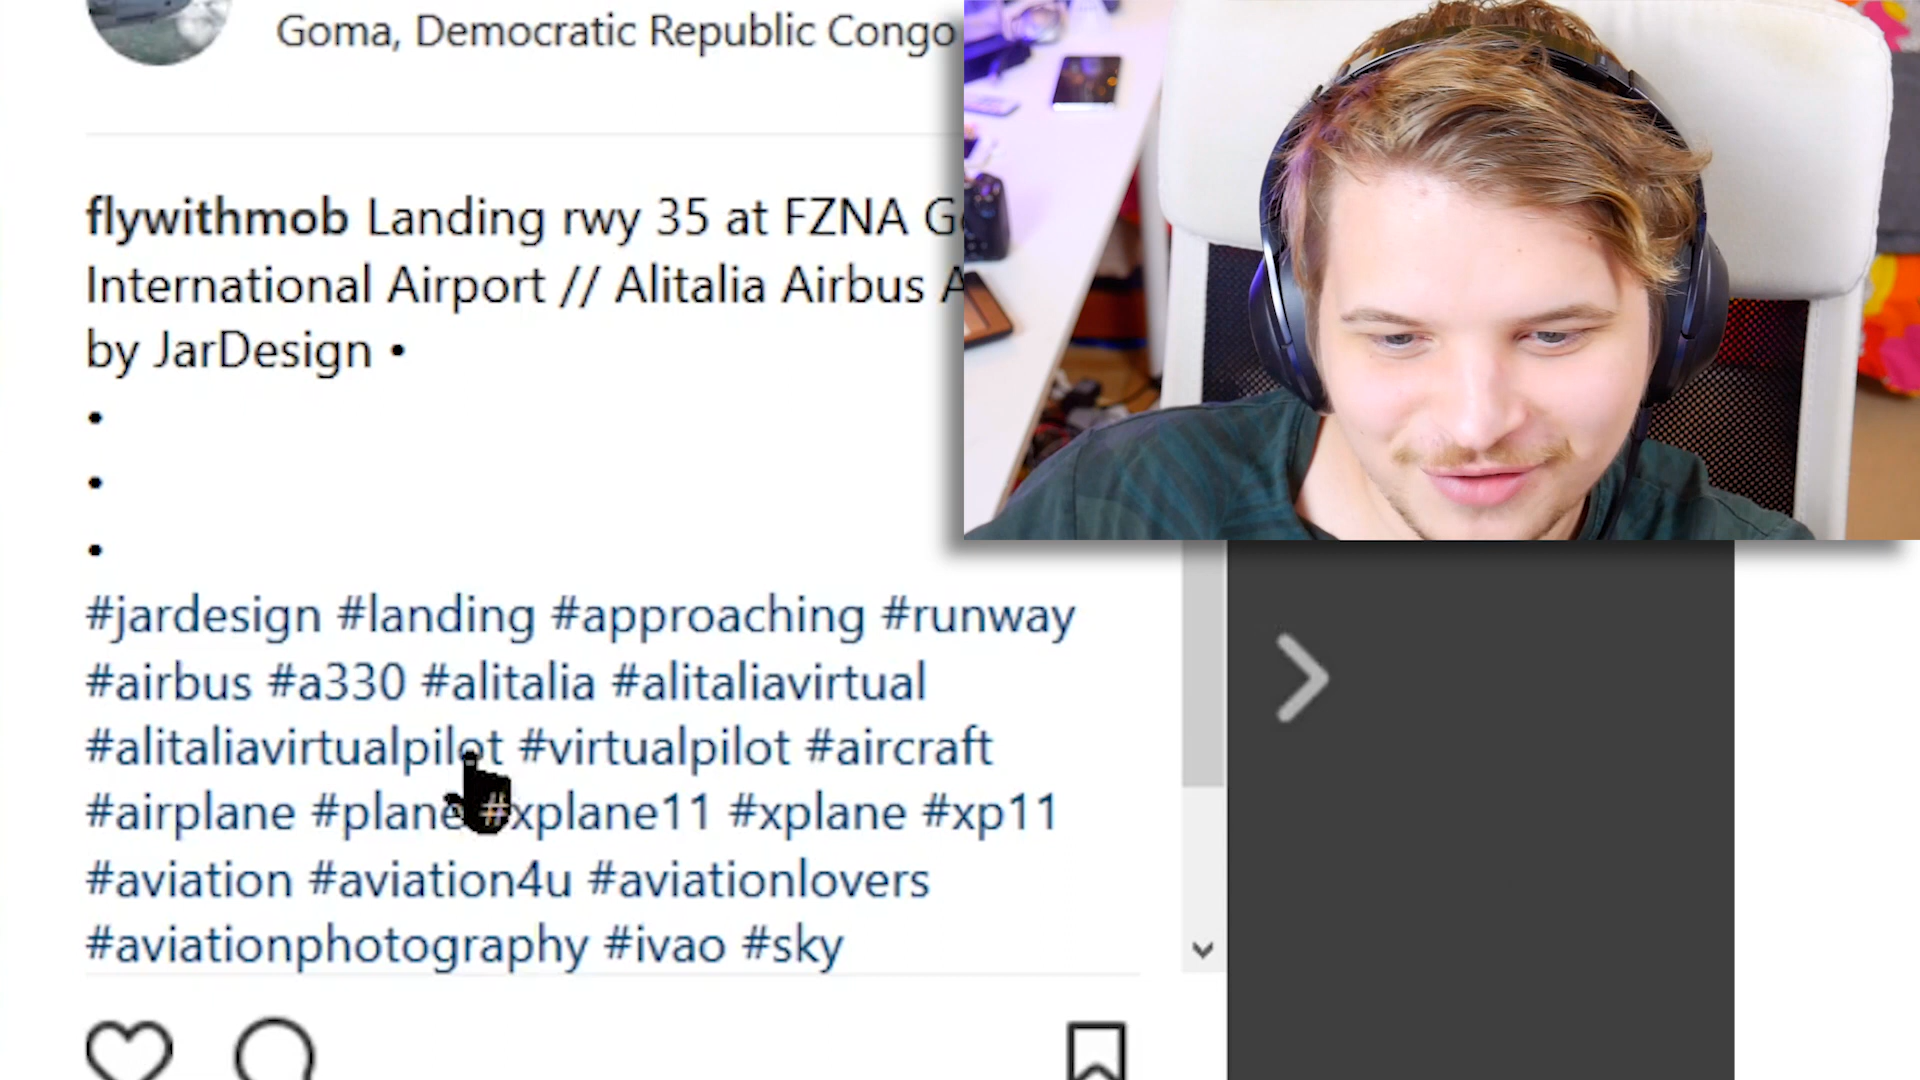 Goma, Democratic Republic Congo
flywithmob Landing rwy 35 at FZNA
International Airport // Alitalia Airbus
by JarDesign •
•
•
•
#jardesign #landing #approaching #runway
#airbus #a330 #alitalia #alitaliavirtual
#alitaliavirtualpilot #virtualpilot #aircraft
#airplane #plane #xplane11 #xplane #xp11
#aviation #aviation4u #aviationlovers
#aviationphotography #ivao #sky